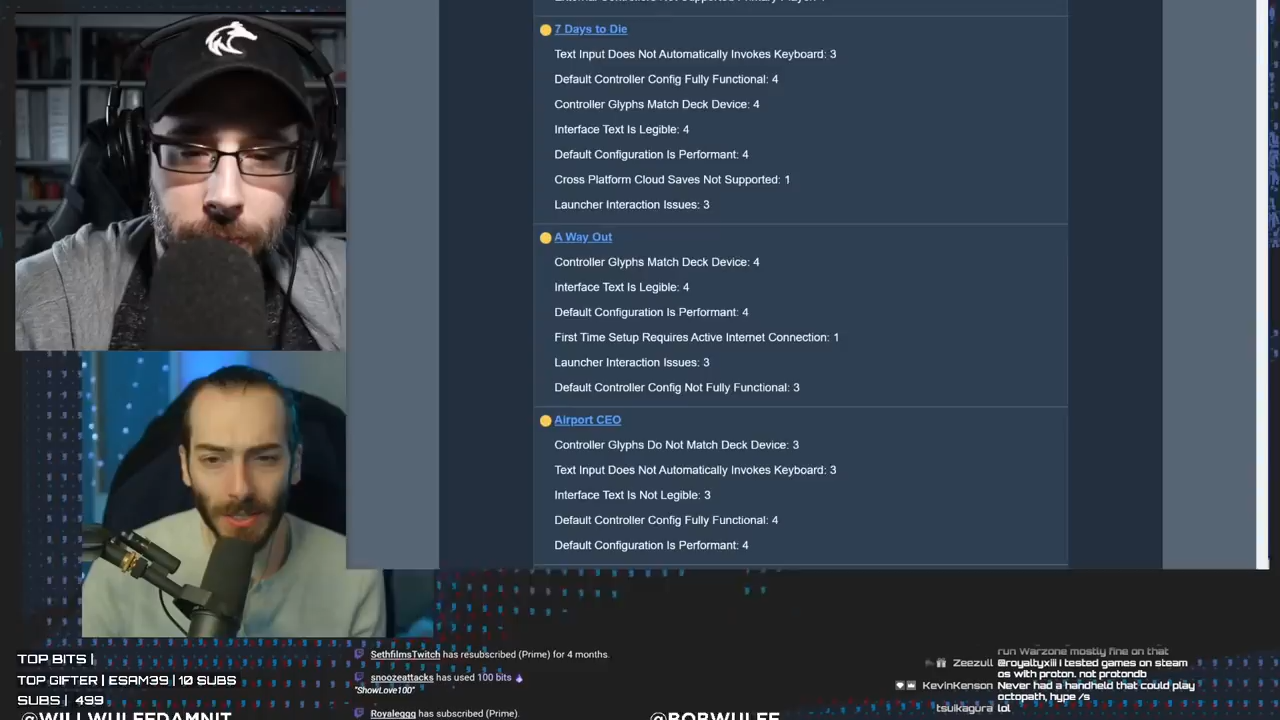 7 Days to Die
Text Input Does Not Automatically Invokes Keyboard: 3
Default Controller Config Fully Functional: 4
Controller Glyphs Match Deck Device: 4
Interface Text Is Legible: 4
Default Configuration Is Performant: 4
Cross Platform Cloud Saves Not Supported: 1
Launcher Interaction Issues: 3
A Way Out
Controller Glyphs Match Deck Device: 4
Interface Text Is Legible: 4
Default Configuration Is Performant: 4
First Time Setup Requires Active Internet Connection: 1
Launcher Interaction Issues: 3
Default Controller Config Not Fully Functional: 3
Airport CEO
Controller Glyphs Do Not Match Deck Device: 3
Text Input Does Not Automatically Invokes Keyboard: 3
Interface Text Is Not Legible: 3
Default Controller Config Fully Functional: 4
Default Configuration Is Performant: 4
TOP BITS |
TOP GIFTER | ESAM39 | 10 SUBS
SUBS | 499
@WILLWULFEDAMNIT
SethfilmsTwitch has resubscribed (Prime) for 4 months.
snoozeattacks has used 100 bits
"ShowLove100"
Royaleggg has subscribed (Prime).
@BOBWULFF
run Warzone mostly fine on that
Zeezull @royallyxiii I tested games on steam
os with proton. not protondb
KevinKenson Never had a handheld that could play
octopath, hype /s
tsuikagura lol